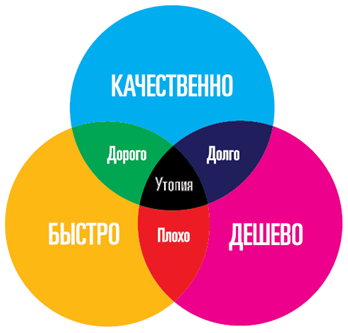 КАЧЕСТВЕННО
Дорого
Долго
Утопия
БЫСТРО
Плохо
ДЕШЕВО